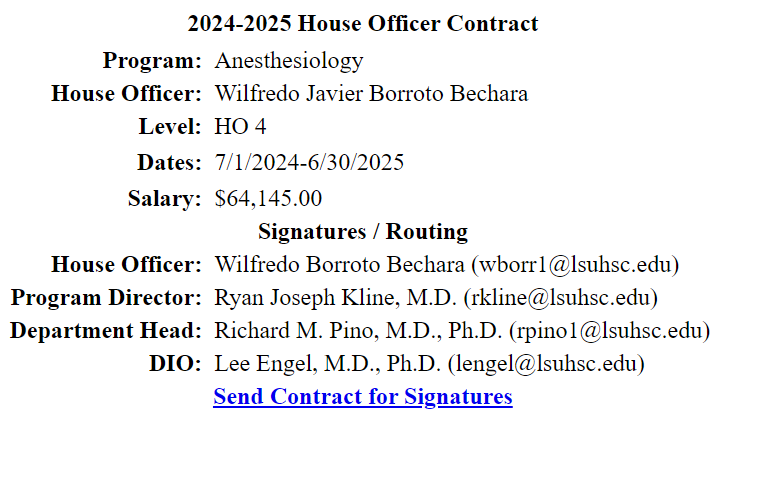 2024-2025 House Officer Contract
Program: Anesthesiology
House Officer: Wilfredo Javier Borroto Bechara
Level: HO 4
Dates: 7/1/2024-6/30/2025
Salary: $64,145.00
Signatures / Routing
House Officer: Wilfredo Borroto Bechara (wborr1@lsuhsc.edu)
Program Director: Ryan Joseph Kline, M.D. (rkline@lsuhsc.edu)
Department Head: Richard M. Pino, M.D., Ph.D. (rpino1@lsuhsc.edu)
DIO: Lee Engel, M.D., Ph.D. (lengel@lsuhsc.edu)
Send Contract for Signatures